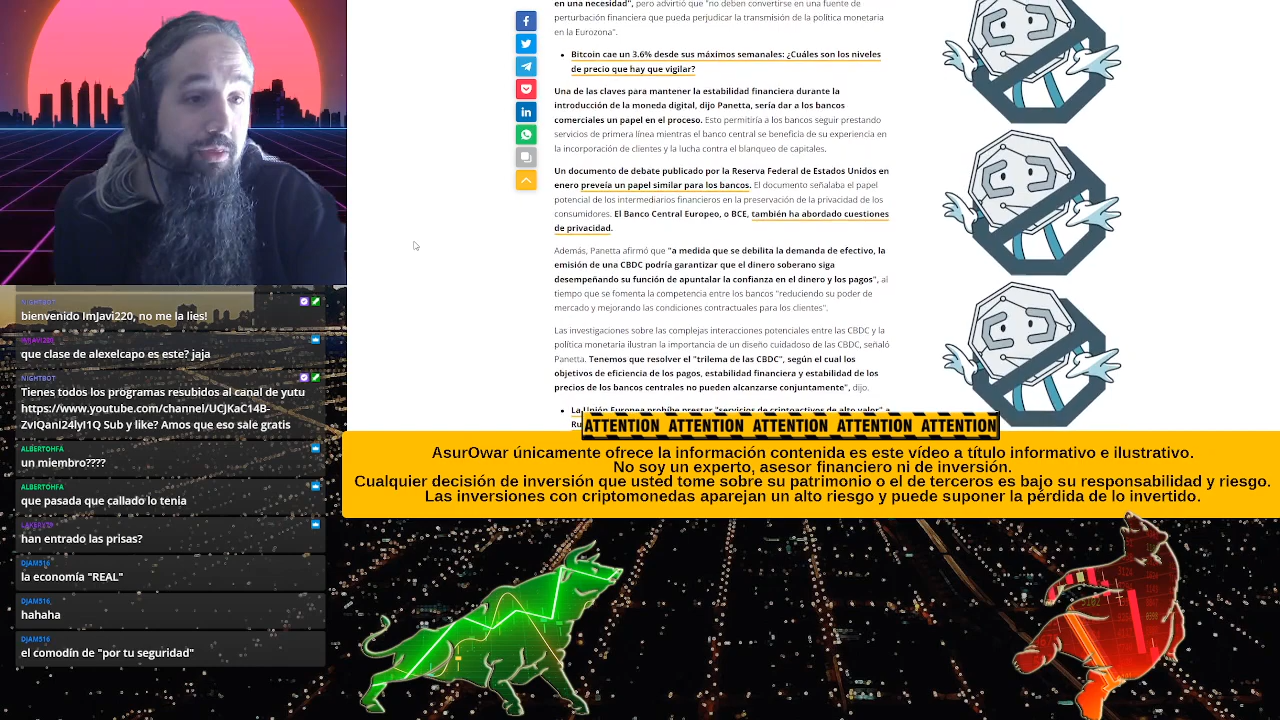 en una necesidad", pero advirtió que "no deben convertirse en una fuente de
perturbación financiera que pueda perjudicar la transmisión de la política monetaria
en la Eurozona".
Bitcoin cae un 3.6% desde sus máximos semanales: ¿Cuáles son los niveles
de precio que hay que vigilar?
Una de las claves para mantener la estabilidad financiera durante la
introducción de la moneda digital, dijo Panetta, sería dar a los bancos
comerciales un papel en el proceso. Esto permitiría a los bancos seguir prestando
servicios de primera línea mientras el banco central se beneficia de su experiencia en
la incorporación de clientes y la lucha contra el blanqueo de capitales.
Un documento de debate publicado por la Reserva Federal de Estados Unidos en
enero preveía un papel similar para los bancos. El documento señalaba el papel
potencial de los intermediarios financieros en la preservación de la privacidad de los
consumidores. El Banco Central Europeo, o BCE, también ha abordado cuestiones
de privacidad.
Además, Panetta afirmó que "a medida que se debilita la demanda de efectivo, la
emisión de una CBDC podría garantizar que el dinero soberano siga
desempeñando su función de apuntalar la confianza en el dinero y los pagos", al
tiempo que se fomenta la competencia entre los bancos "reduciendo su poder de
mercado y mejorando las condiciones contractuales para los clientes".
Las investigaciones sobre las complejas interacciones potenciales entre las CBDC y la
política monetaria ilustran la importancia de un diseño cuidadoso de las CBDC, señaló
Panetta. Tenemos que resolver el "trilema de las CBDC", según el cual los
objetivos de eficiencia de los pagos, estabilidad financiera y estabilidad de los
precios de los bancos centrales no pueden alcanzarse conjuntamente", dijo.
La Unión Europea prohíbe prestar "servicios de criptoactivos de alto valor" a
Ru
NIGHTBOT
bienvenido ImJavi220, no me la lies!
IMJAVI220
que clase de alexelcapo es este? jaja
NIGHTBOT
Tienes todos los programas resubidos al canal de yutu
https://www.youtube.com/channel/UCJKaC14B-
ALBERTOHFA
un miembro????
ALBERTOHFA
que pasada que callado lo tenia
han entrado las prisas?
DJAM516
la economía "REAL"
DJAM516
hahaha
DJAM516
el comodín de "por tu seguridad"
ATTENTION ATTENTION ATTENTION ATTENTION ATTENTION
AsurOwar únicamente ofrece la información contenida es este vídeo a título informativo e ilustrativo.
No soy un experto, asesor financiero ni de inversión.
Cualquier decisión de inversión que usted tome sobre su patrimonio o el de terceros es bajo su responsabilidad y riesgo.
Las inversiones con criptomonedas aparejan un alto riesgo y puede suponer la pérdida de lo invertido.